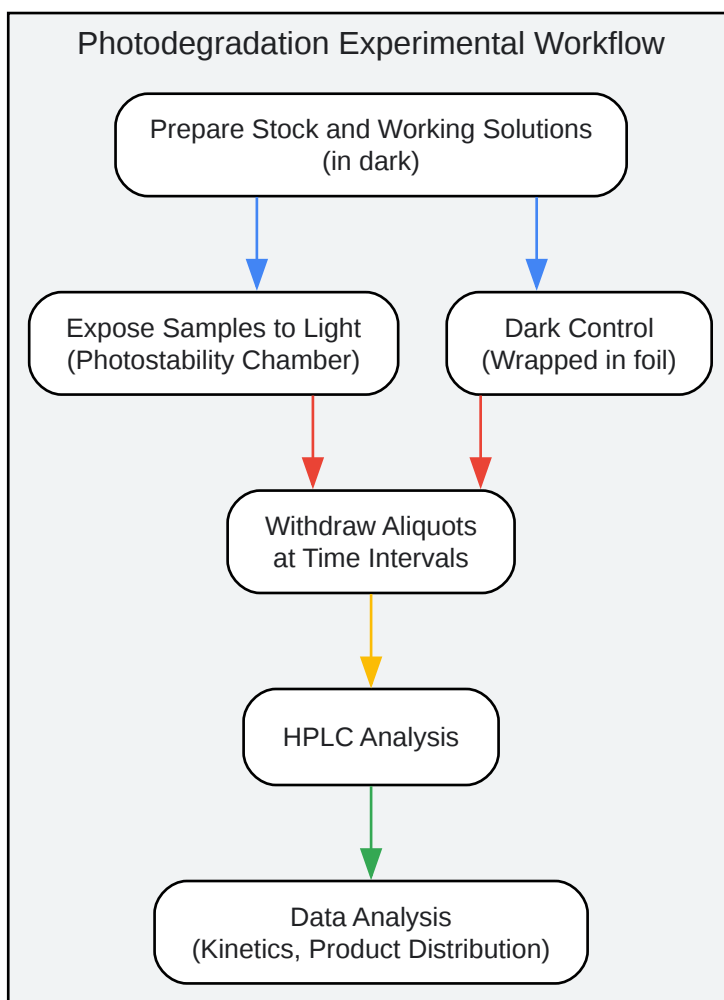 Photodegradation Experimental Workflow
Prepare Stock and Working Solutions
(in dark)
Expose Samples to Light
(Photostability Chamber)
Dark Control
(Wrapped in foil)
Withdraw Aliquots
at Time Intervals
HPLC Analysis
Data Analysis
(Kinetics, Product Distribution)